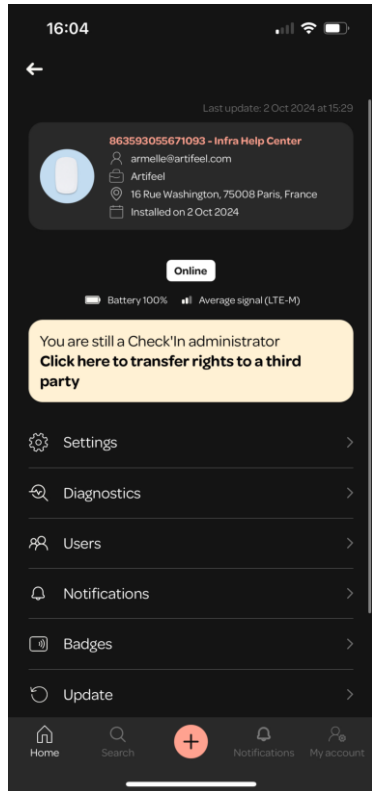 16:04
Last update: 2 Oct 2024 at 15:29
863593055671093 - Infra Help Center
armelle@artifeel.com
Artifeel
16 Rue Washington, 75008 Paris, France
Installed on 2 Oct 2024
Online
Battery 100% Average signal (LTE-M)
You are still a Check'In administrator
Click here to transfer rights to a third
party
Settings
Diagnostics
Users
Notifications
Badges
Update
Home Search Notifications My account